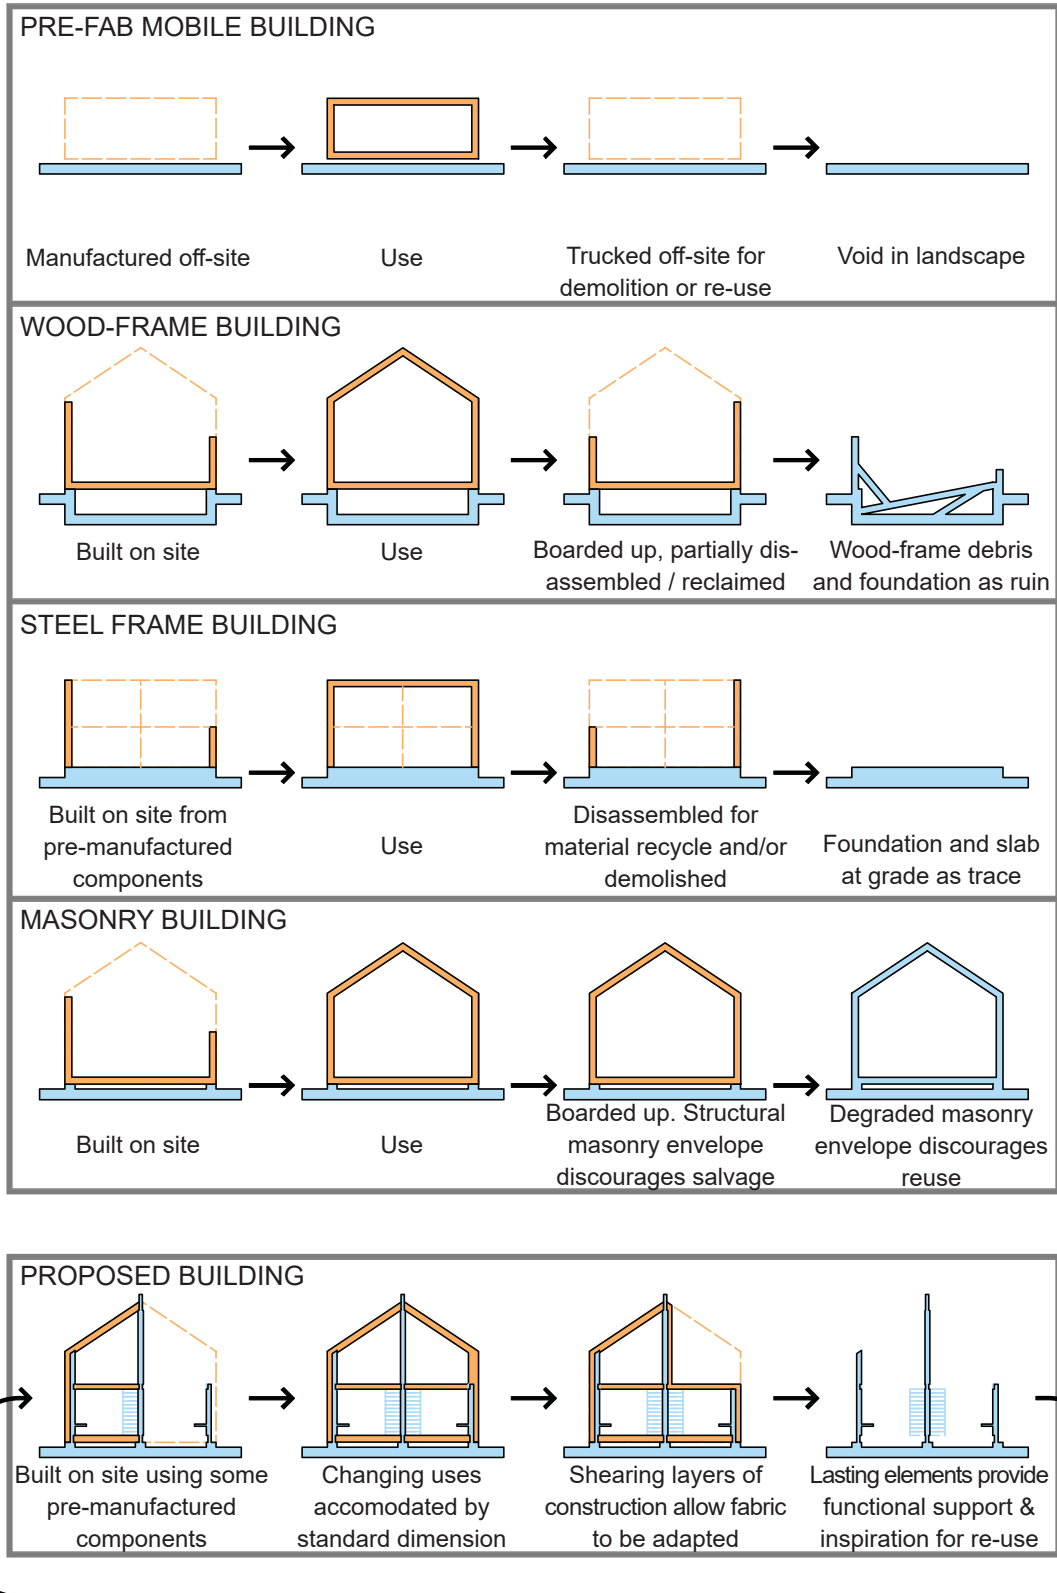 PRE-FAB MOBILE BUILDING
Manufactured off-site
Use
Trucked off-site for
demolition or re-use
Void in landscape
WOOD-FRAME BUILDING
Built on site
Use
Boarded up, partially dis-
assembled / reclaimed
Wood-frame debris
and foundation as ruin
STEEL FRAME BUILDING
Built on site from
pre-manufactured
components
Use
Disassembled for
material recycle and/or
demolished
Foundation and slab
at grade as trace
MASONRY BUILDING
Built on site
Use
Boarded up. Structural
masonry envelope
discourages salvage
Degraded masonry
envelope discourages
reuse
PROPOSED BUILDING
Built on site using some
pre-manufactured
components
Changing uses
accomodated by
standard dimension
Shearing layers of
construction allow fabric
to be adapted
Lasting elements provide
functional support &
inspiration for re-use